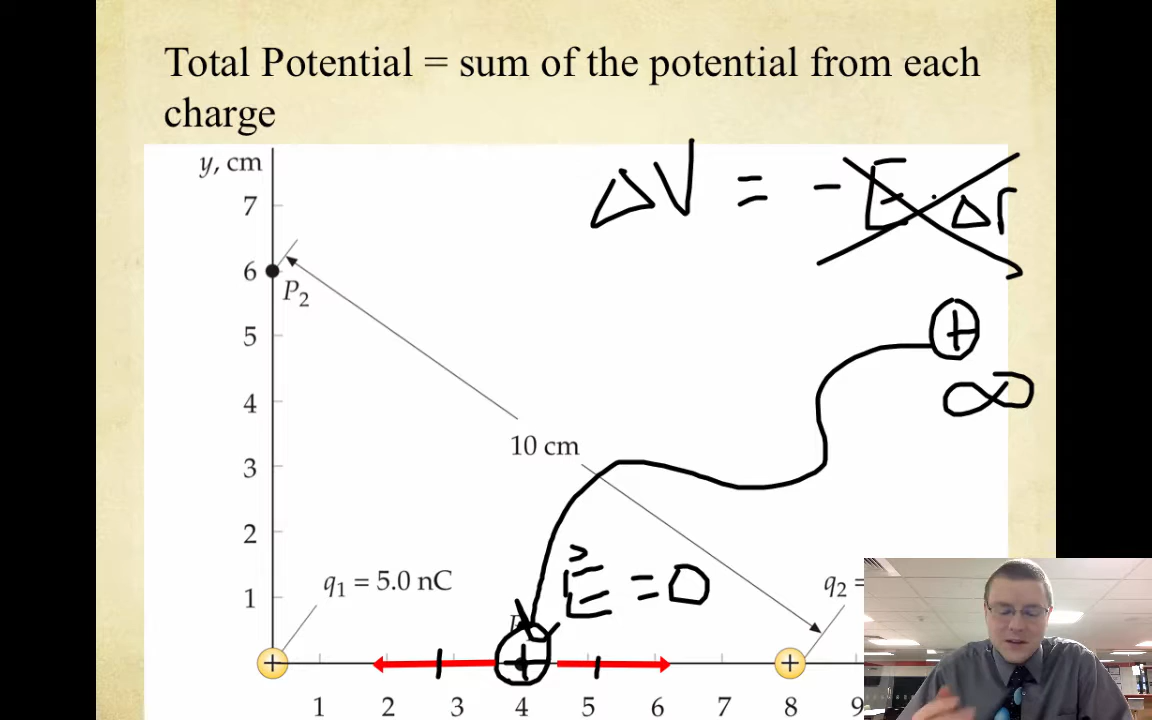 Total Potential = sum of the potential from each
charge
y, cm
ΔV = -E · Δr
7
6
P₂
5
∞
4
10 cm
3
2
E⃗ = 0
q₁ = 5.0 nC
q₂ =
1
1 2 3 4 5 6 7 8 9